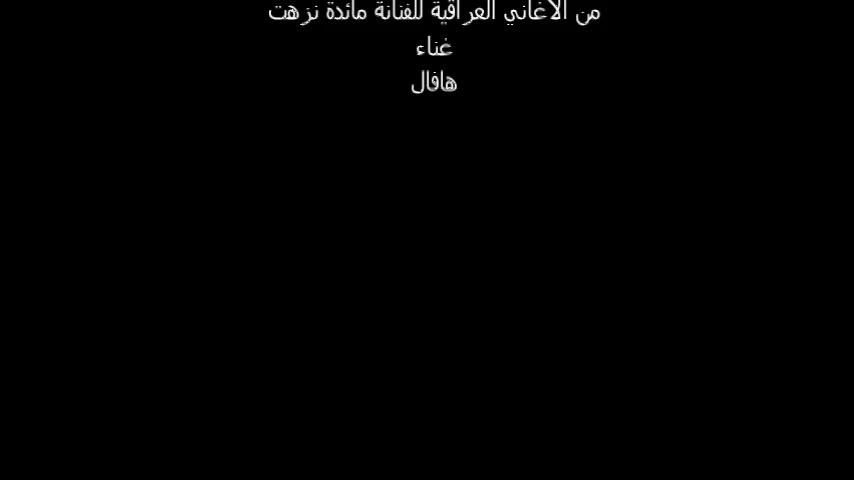 من الاغاني العراقية للفنانة مائدة نزهت
غناء
هافال